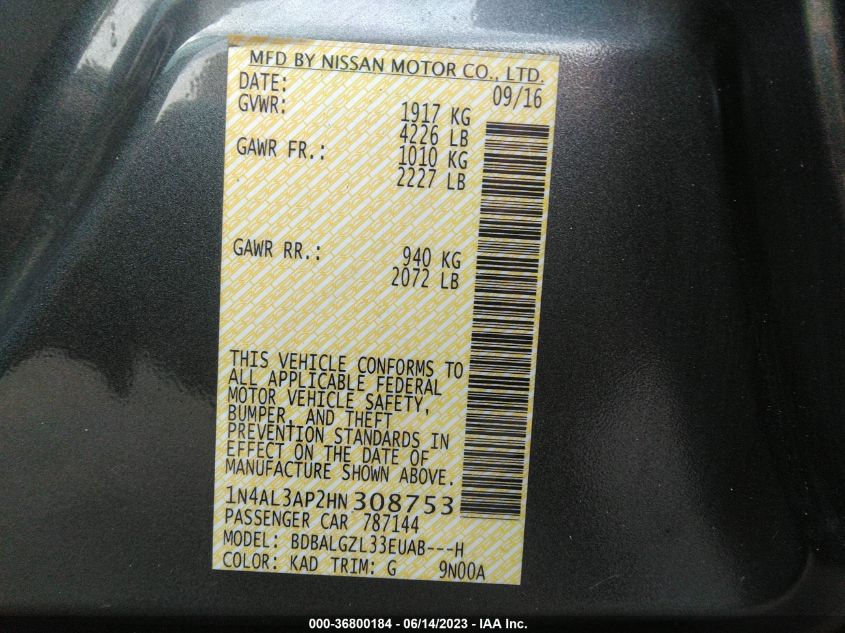 MFD BY NISSAN MOTOR CO., LTD.
DATE: 09/16
GVWR: 1917 KG
4226 LB
GAWR FR.: 1010 KG
2227 LB
GAWR RR.: 940 KG
2072 LB
THIS VEHICLE CONFORMS TO
ALL APPLICABLE FEDERAL
MOTOR VEHICLE SAFETY,
BUMPER, AND THEFT
PREVENTION STANDARDS IN
EFFECT ON THE DATE OF
MANUFACTURE SHOWN ABOVE.
1N4AL3AP2HN308753
PASSENGER CAR 787144
MODEL: BDBALGZL33EUAB---H
COLOR: KAD TRIM: G 9N00A
000-36800184 - 06/14/2023 - IAA Inc.